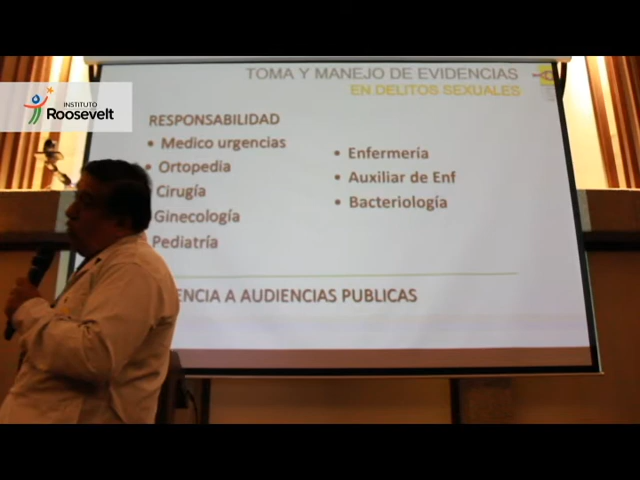 INSTITUTO
Roosevelt
TOMA Y MANEJO DE EVIDENCIAS
EN DELITOS SEXUALES
RESPONSABILIDAD
• Medico urgencias
• Ortopedia
Cirugía
Ginecología
Pediatría
• Enfermería
• Auxiliar de Enf
• Bacteriología
ENCIA A AUDIENCIAS PUBLICAS